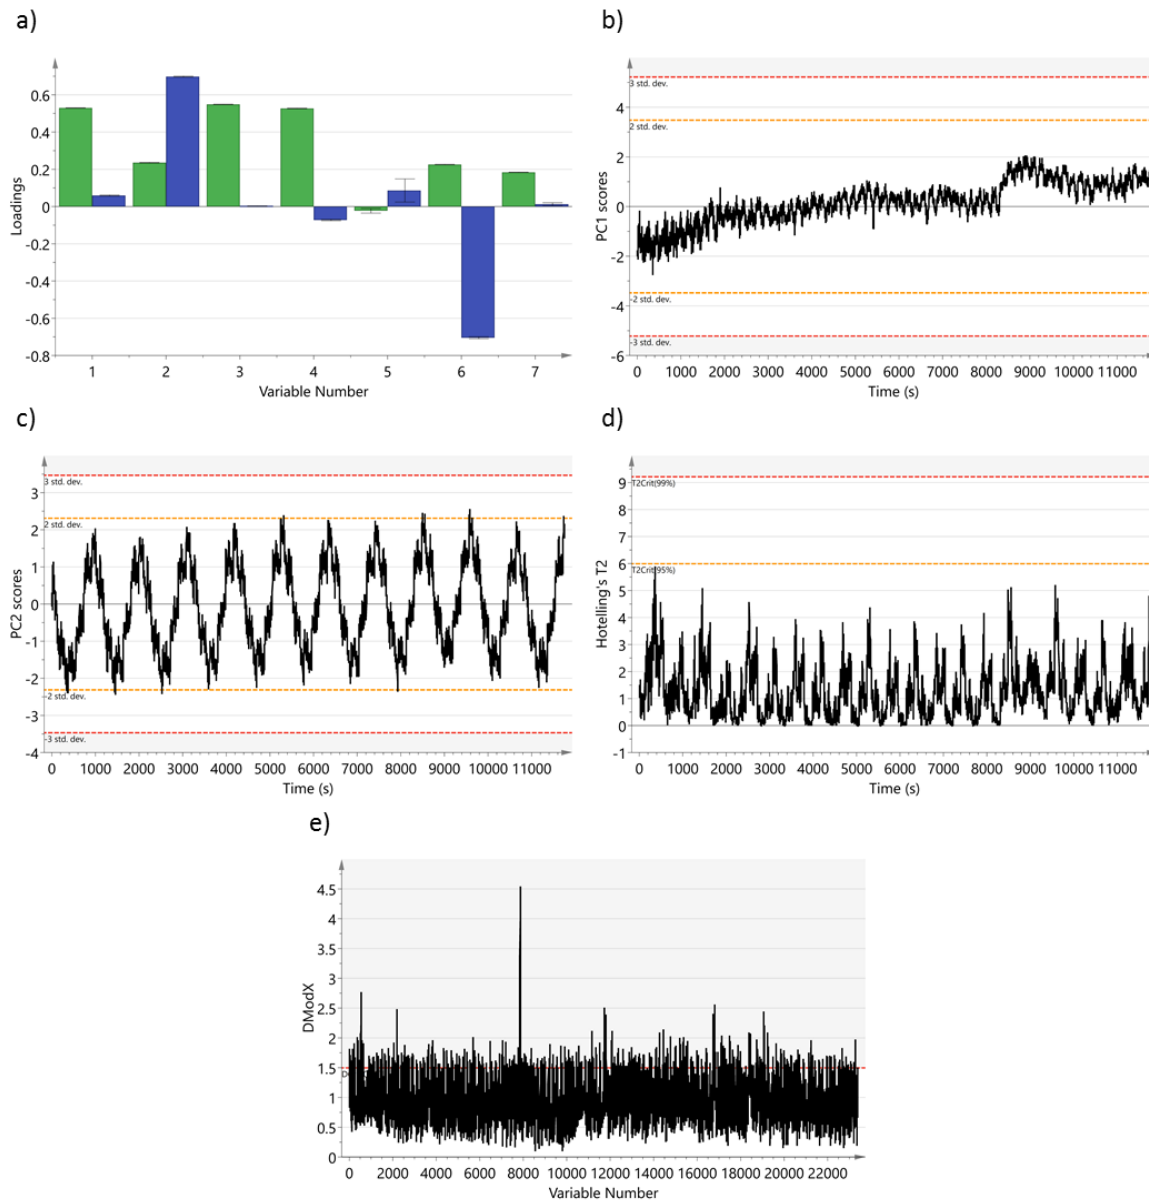 a)
0.6
0.4
0.2
0
-0.2
-0.4
-0.6
-0.8
Loadings
1 2 3 4 5 6 7
Variable Number
b)
3 std. dev.
4
2 std. dev.
2
0
-2
-2 std. dev.
-4
-3 std. dev.
-6
PC1 scores
0 1000 2000 3000 4000 5000 6000 7000 8000 9000 10000 11000
Time (s)
c)
3 std. dev.
3
2 std. dev.
2
1
0
-1
-2
-2 std. dev.
-3
-3 std. dev.
-4
PC2 scores
0 1000 2000 3000 4000 5000 6000 7000 8000 9000 10000 11000
Time (s)
d)
9
T2Crit(99%)
8
7
6
T2Crit(95%)
5
4
3
2
1
0
-1
Hotelling's T2
0 1000 2000 3000 4000 5000 6000 7000 8000 9000 10000 11000
Time (s)
e)
4.5
4
3.5
3
2.5
2
1.5
1
0.5
0
DModX
0 2000 4000 6000 8000 10000 12000 14000 16000 18000 20000 22000
Variable Number